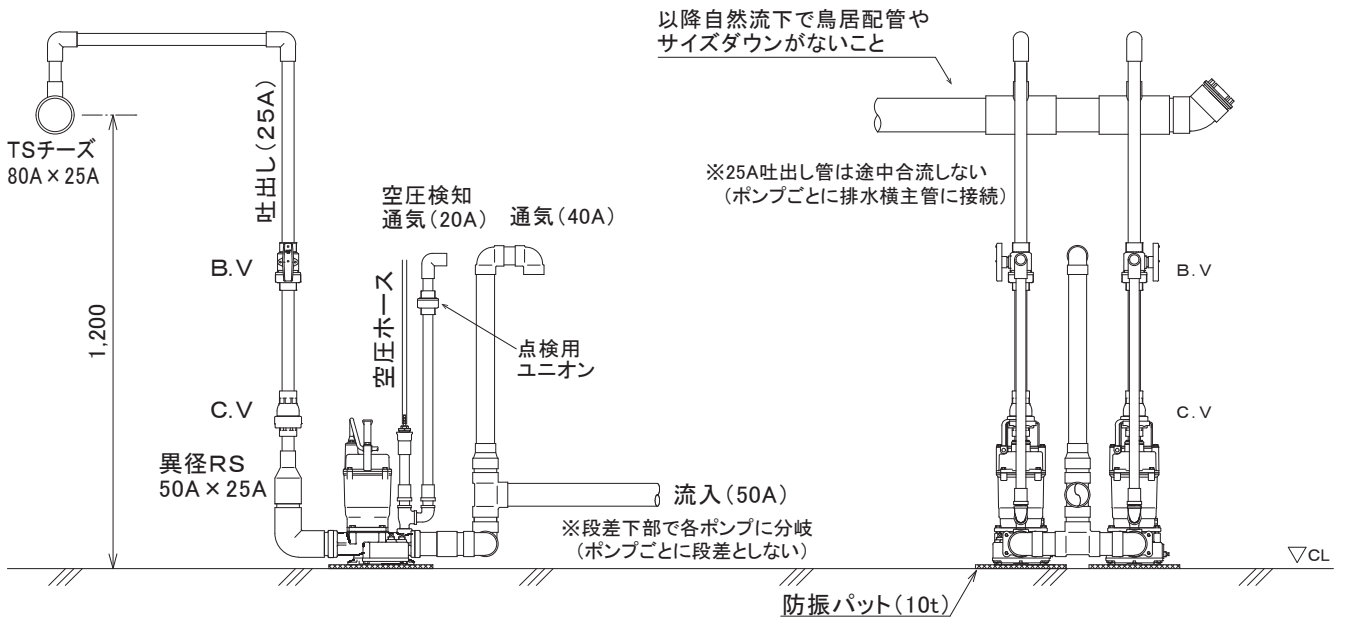 以降自然流下で鳥居配管や
サイズダウンがないこと
TSチーズ
80A×25A
吐出し(25A)
1,200
空圧検知
通気(20A)
通気(40A)
※25A吐出し管は途中合流しない
(ポンプごとに排水横主管に接続)
B.V
B.V
空圧ホース
点検用
ユニオン
C.V
C.V
異径RS
50A×25A
流入(50A)
※段差下部で各ポンプに分岐
(ポンプごとに段差としない)
▽CL
防振パット(10t)